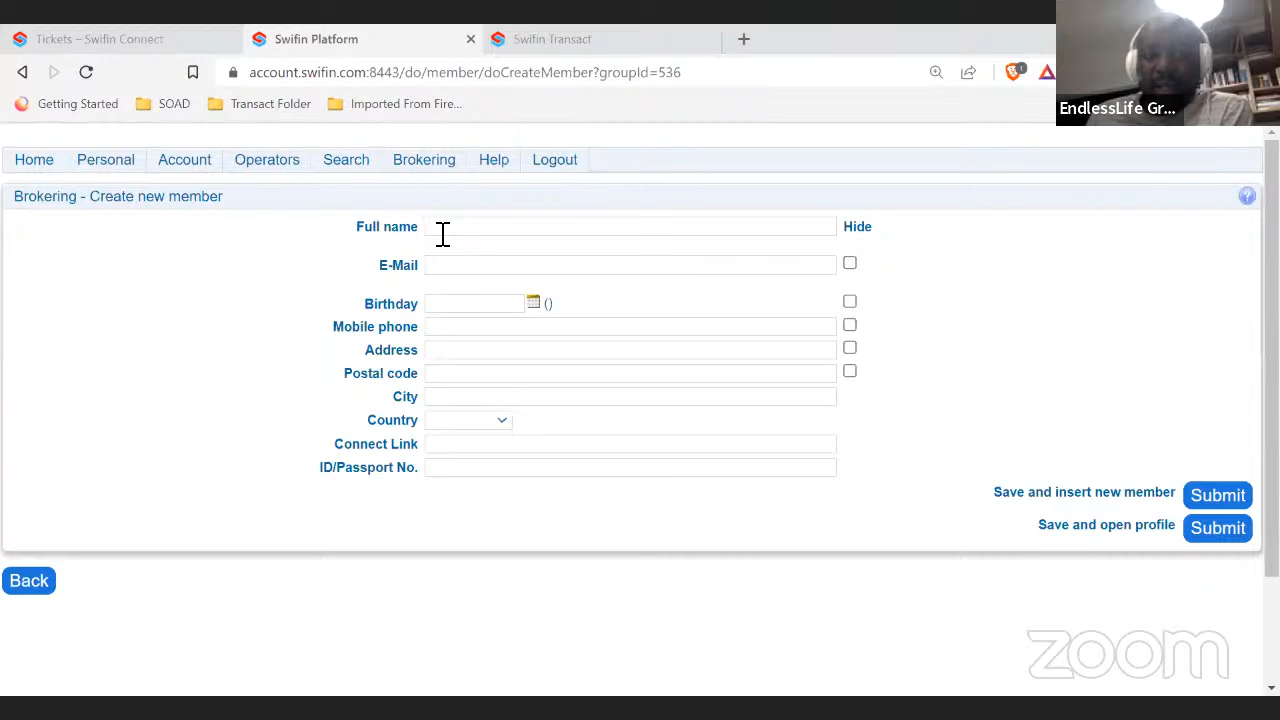 Tickets – Swifin Connect
Swifin Platform
Swifin Transact
account.swifin.com:8443/do/member/doCreateMember?groupId=536
1
Getting Started
SOAD
Transact Folder
Imported From Fire...
EndlessLife Gr...
Home Personal Account Operators Search Brokering Help Logout
Brokering - Create new member
?
Full name
Hide
E-Mail
Birthday
()
Mobile phone
Address
Postal code
City
Country
Connect Link
ID/Passport No.
Save and insert new member Submit
Save and open profile Submit
Back
zoom